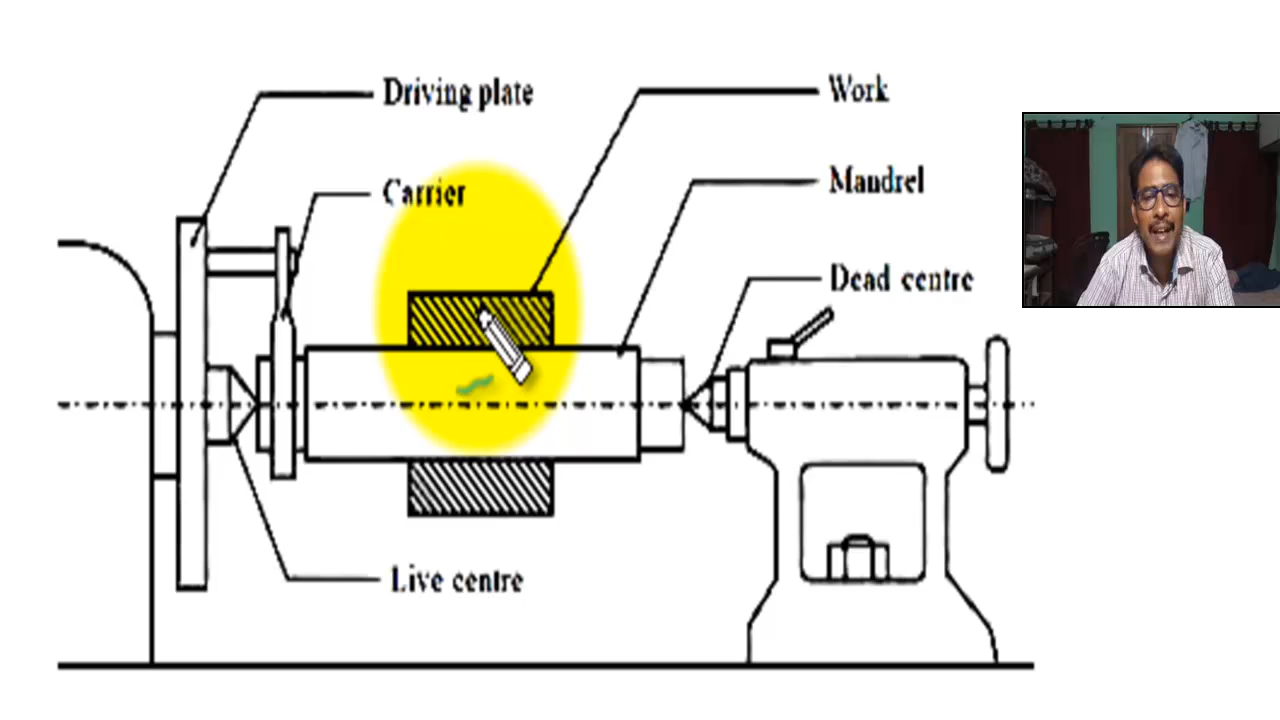 Driving plate
Work
Carrier
Mandrel
Dead centre
Live centre